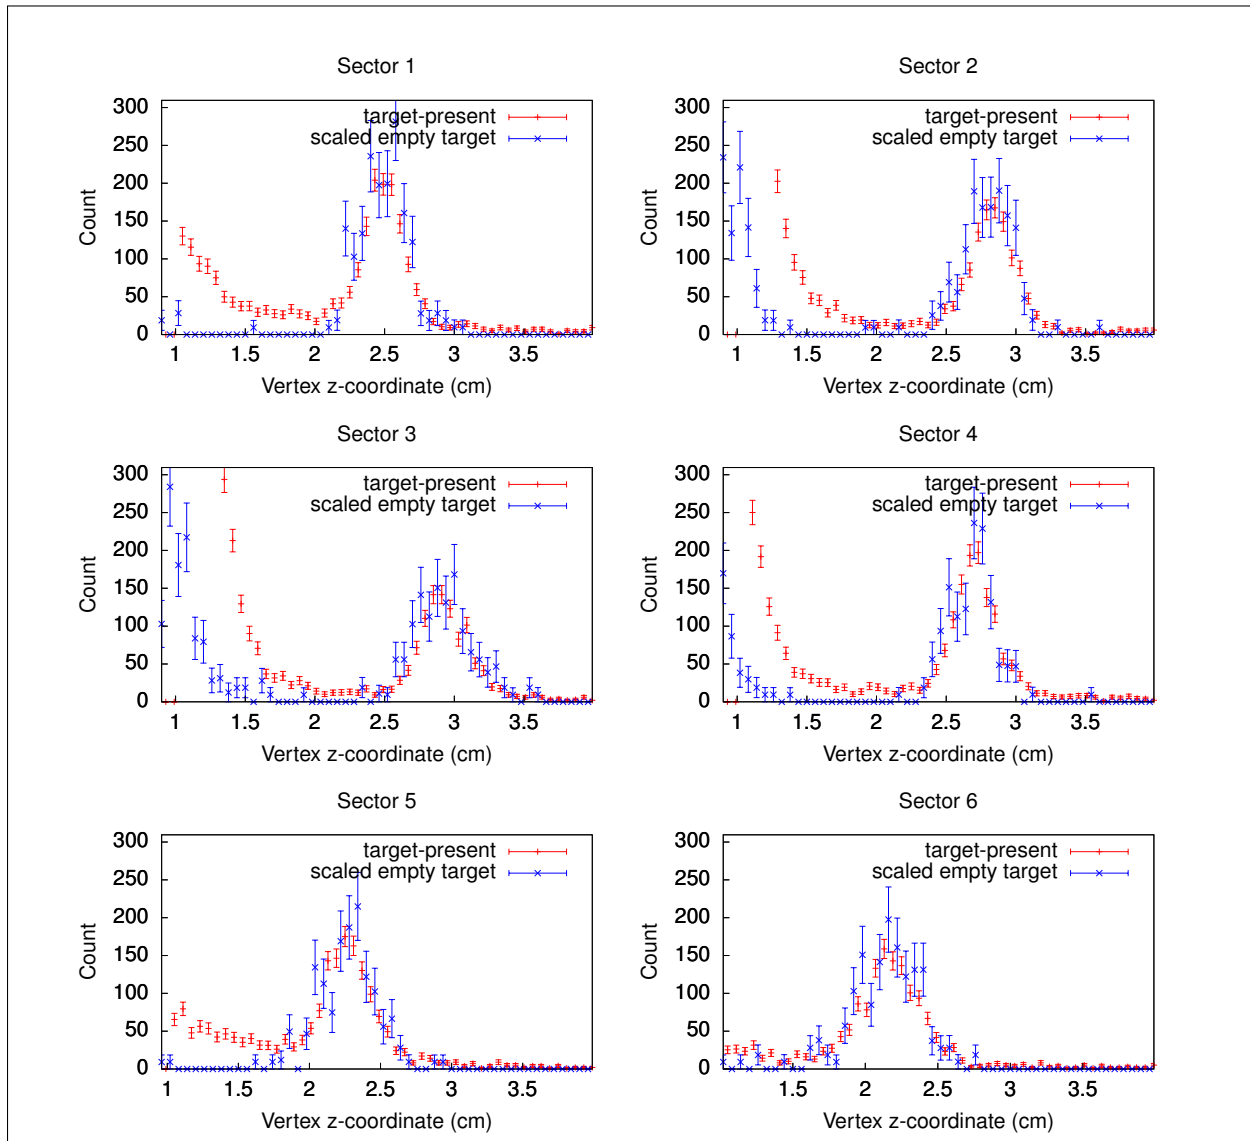 Sector 1
Sector 2
300
250
200
150
100
50
0
1
1.5
2
2.5
3
3.5
Count
Vertex z-coordinate (cm)
target-present
scaled empty target
300
250
200
150
100
50
0
1
1.5
2
2.5
3
3.5
Count
Vertex z-coordinate (cm)
target-present
scaled empty target
Sector 3
Sector 4
300
250
200
150
100
50
0
1
1.5
2
2.5
3
3.5
Count
Vertex z-coordinate (cm)
target-present
scaled empty target
300
250
200
150
100
50
0
1
1.5
2
2.5
3
3.5
Count
Vertex z-coordinate (cm)
target-present
scaled empty target
Sector 5
Sector 6
300
250
200
150
100
50
0
1
1.5
2
2.5
3
3.5
Count
Vertex z-coordinate (cm)
target-present
scaled empty target
300
250
200
150
100
50
0
1
1.5
2
2.5
3
3.5
Count
Vertex z-coordinate (cm)
target-present
scaled empty target